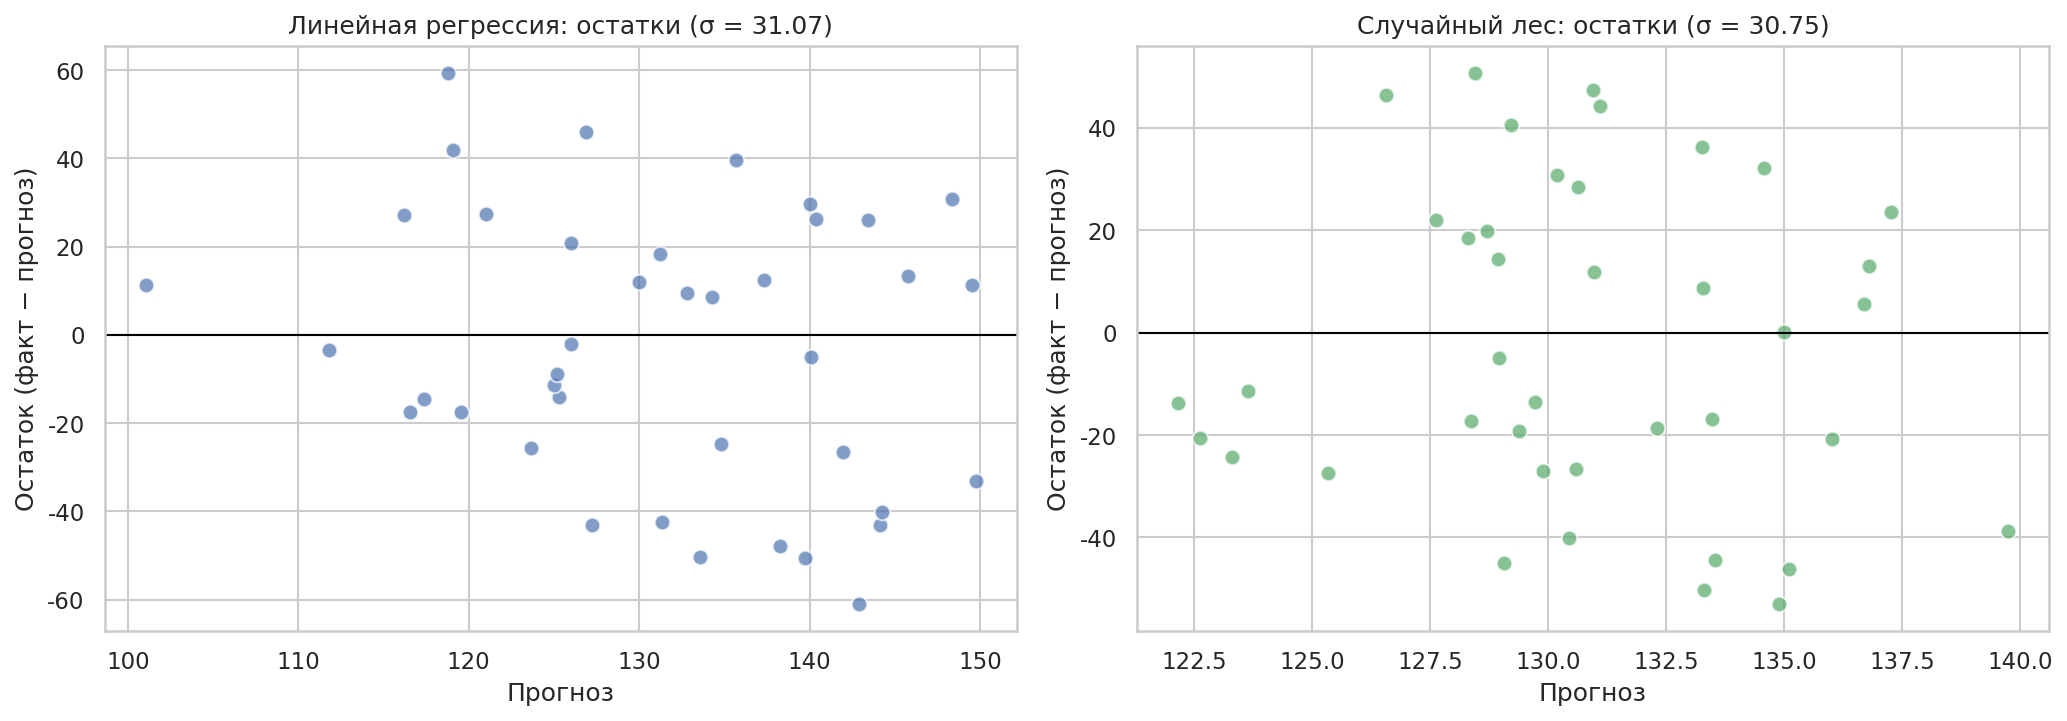 Линейная регрессия: остатки (σ = 31.07)
Остаток (факт − прогноз)
60
40
20
0
-20
-40
-60
100 110 120 130 140 150
Прогноз
Случайный лес: остатки (σ = 30.75)
Остаток (факт − прогноз)
40
20
0
-20
-40
122.5 125.0 127.5 130.0 132.5 135.0 137.5 140.0
Прогноз